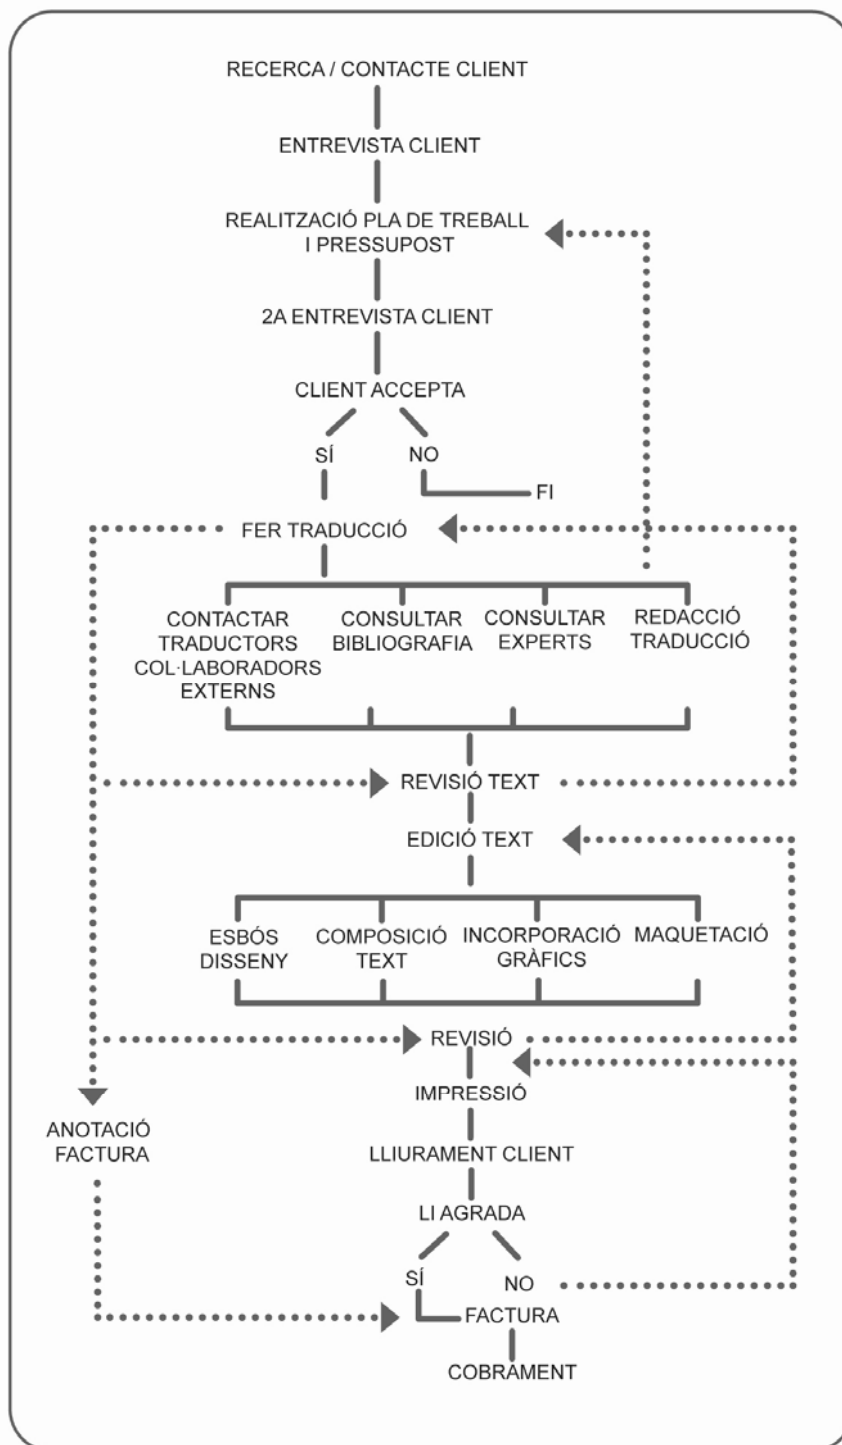 RECERCA / CONTACTE CLIENT
ENTREVISTA CLIENT
REALITZACIÓ PLA DE TREBALL
I PRESSUPOST
2A ENTREVISTA CLIENT
CLIENT ACCEPTA
SÍ
NO
FI
FER TRADUCCIÓ
CONTACTAR
TRADUCTORS
COL·LABORADORS
EXTERNS
CONSULTAR
BIBLIOGRAFIA
CONSULTAR
EXPERTS
REDACCIÓ
TRADUCCIÓ
REVISIÓ TEXT
EDICIÓ TEXT
ESBÓS
DISSENY
COMPOSICIÓ
TEXT
INCORPORACIÓ
GRÀFICS
MAQUETACIÓ
REVISIÓ
IMPRESSIÓ
ANOTACIÓ
FACTURA
LLIURAMENT CLIENT
LI AGRADA
SÍ
NO
FACTURA
COBRAMENT